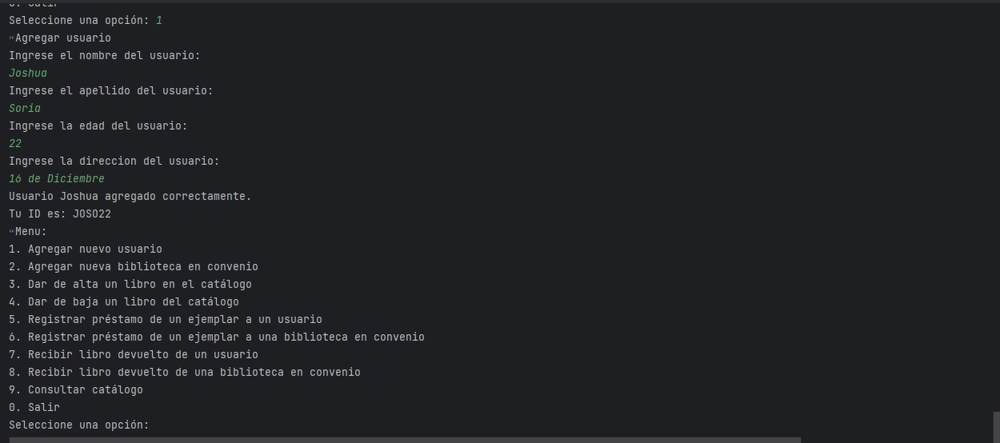 0. Salir
Seleccione una opción: 1
Agregar usuario
Ingrese el nombre del usuario:
Joshua
Ingrese el apellido del usuario:
Soria
Ingrese la edad del usuario:
22
Ingrese la direccion del usuario:
16 de Diciembre
Usuario Joshua agregado correctamente.
Tu ID es: JOSO22
Menu:
1. Agregar nuevo usuario
2. Agregar nueva biblioteca en convenio
3. Dar de alta un libro en el catálogo
4. Dar de baja un libro del catálogo
5. Registrar préstamo de un ejemplar a un usuario
6. Registrar préstamo de un ejemplar a una biblioteca en convenio
7. Recibir libro devuelto de un usuario
8. Recibir libro devuelto de una biblioteca en convenio
9. Consultar catálogo
0. Salir
Seleccione una opción: